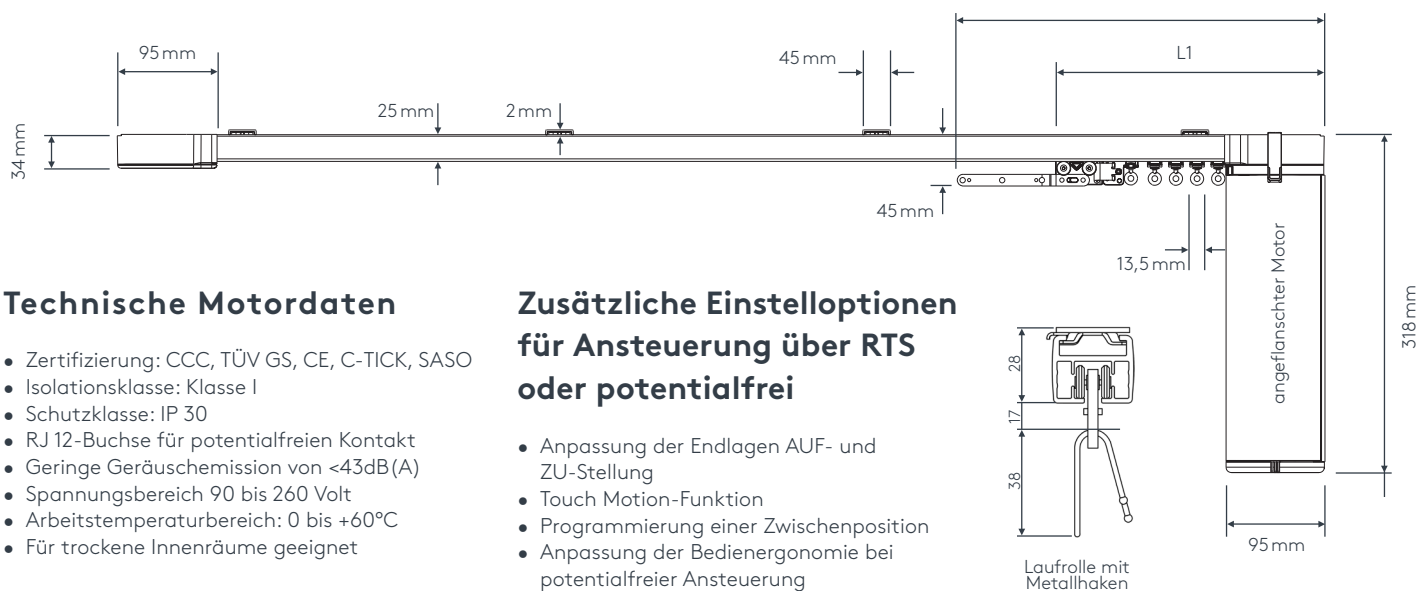 95 mm
45 mm
L1
25 mm
2 mm
34 mm
45 mm
13,5 mm
angeflanschter Motor
318 mm
95 mm
Technische Motordaten
• Zertifizierung: CCC, TÜV GS, CE, C-TICK, SASO
• Isolationsklasse: Klasse I
• Schutzklasse: IP 30
• RJ 12-Buchse für potentialfreien Kontakt
• Geringe Geräuschemission von <43dB(A)
• Spannungsbereich 90 bis 260 Volt
• Arbeitstemperaturbereich: 0 bis +60°C
• Für trockene Innenräume geeignet
Zusätzliche Einstelloptionen
für Ansteuerung über RTS
oder potentialfrei
• Anpassung der Endlagen AUF- und
ZU-Stellung
• Touch Motion-Funktion
• Programmierung einer Zwischenposition
• Anpassung der Bedienergonomie bei
potentialfreier Ansteuerung
28
17
38
Laufrolle mit
Metallhaken